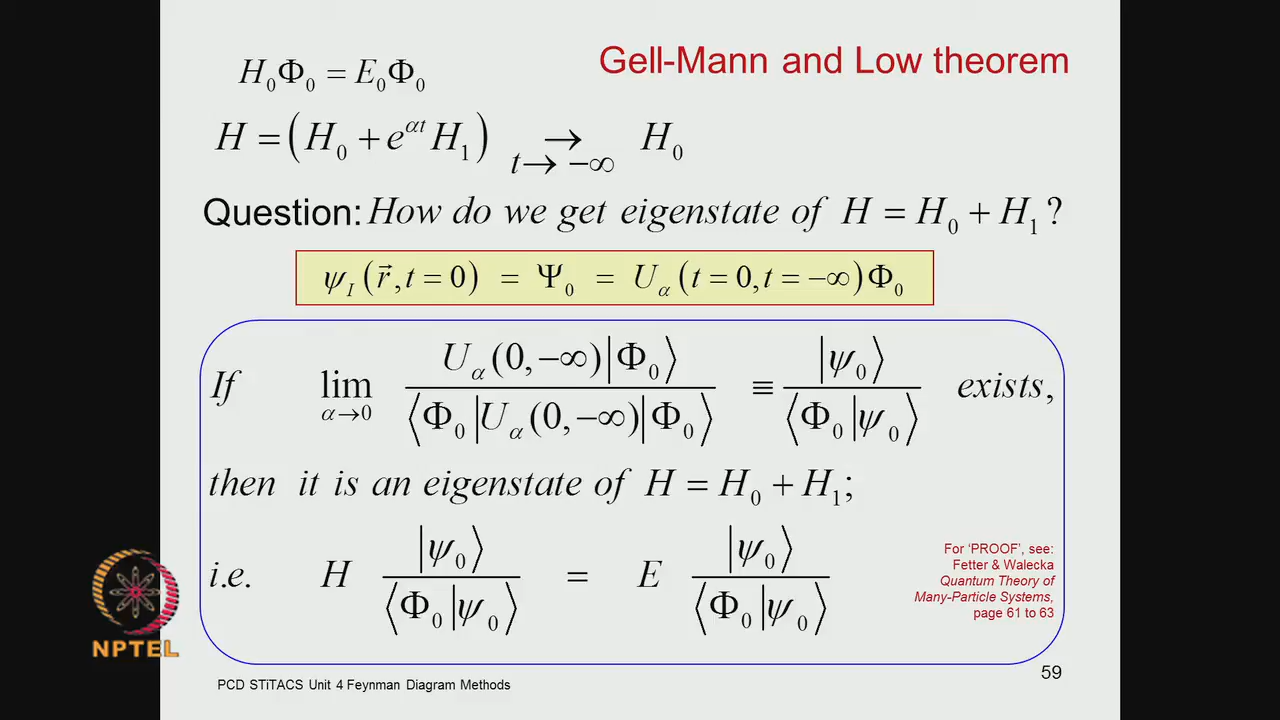 Gell-Mann and Low theorem
H₀Φ₀ = E₀Φ₀
H = (H₀ + e^{αt} H₁) → H₀
t → −∞
Question: How do we get eigenstate of H = H₀ + H₁ ?
ψ_I (r⃗, t = 0) = Ψ₀ = U_α (t = 0, t = −∞) Φ₀
If lim_{α→0} U_α(0, −∞)|Φ₀⟩ / ⟨Φ₀|U_α(0, −∞)|Φ₀⟩ ≡ |ψ₀⟩ / ⟨Φ₀|ψ₀⟩ exists,
then it is an eigenstate of H = H₀ + H₁;
i.e. H |ψ₀⟩ / ⟨Φ₀|ψ₀⟩ = E |ψ₀⟩ / ⟨Φ₀|ψ₀⟩
For ‘PROOF’, see:
Fetter & Walecka
Quantum Theory of
Many-Particle Systems,
page 61 to 63
NPTEL
PCD STiTACS Unit 4 Feynman Diagram Methods
59